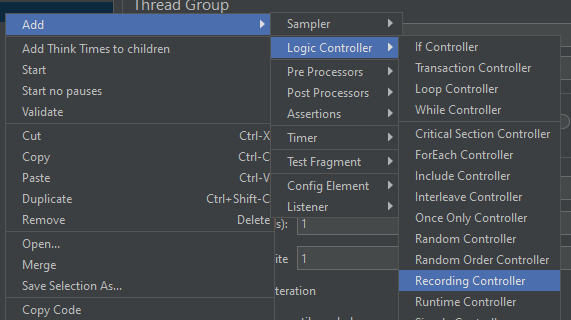 Thread Group
Add
Add Think Times to children
Start
Start no pauses
Validate
Cut Ctrl-X
Copy Ctrl-C
Paste Ctrl-V
Duplicate Ctrl+Shift-C
Remove Delete
Open...
Merge
Save Selection As...
Copy Code
Sampler
Logic Controller
Pre Processors
Post Processors
Assertions
Timer
Test Fragment
Config Element
Listener
If Controller
Transaction Controller
Loop Controller
While Controller
Critical Section Controller
ForEach Controller
Include Controller
Interleave Controller
Once Only Controller
Random Controller
Random Order Controller
Recording Controller
Runtime Controller
s): 1
ite 1
teration